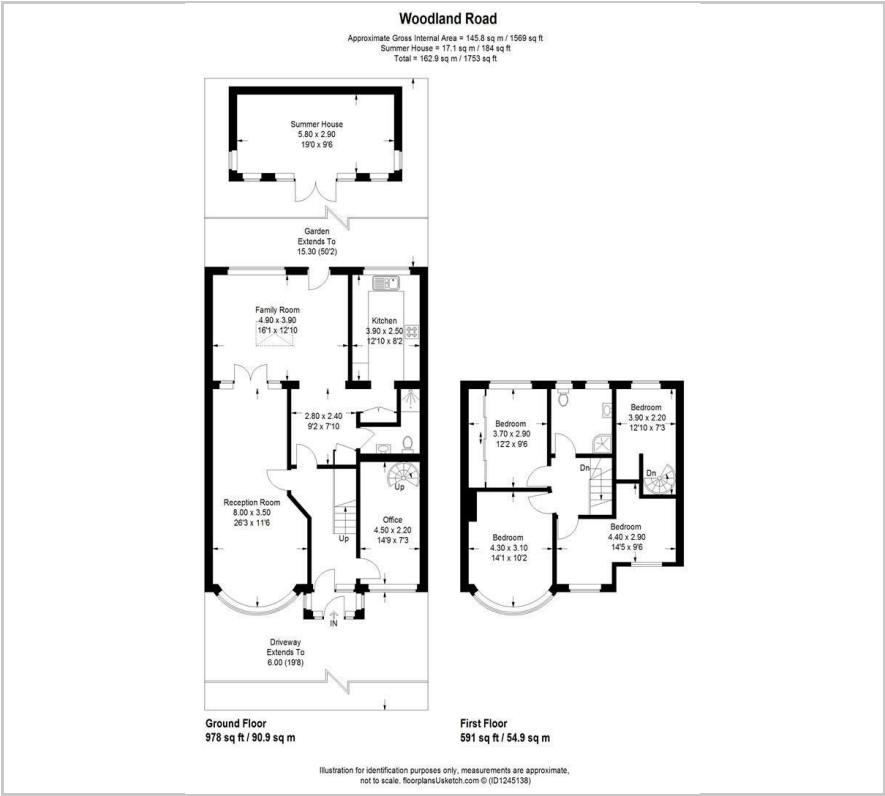 Woodland Road
Approximate Gross Internal Area = 145.8 sq m / 1569 sq ft
Summer House = 17.1 sq m / 184 sq ft
Total = 162.9 sq m / 1753 sq ft
Summer House
5.80 x 2.90
19'0 x 9'6
Garden
Extends To
15.30 (50'2)
Family Room
4.90 x 3.90
16'1 x 12'10
Kitchen
3.90 x 2.50
12'10 x 8'2
2.80 x 2.40
9'2 x 7'10
Reception Room
8.00 x 3.50
26'3 x 11'6
Up
Up
Office
4.50 x 2.20
14'9 x 7'3
IN
Driveway
Extends To
6.00 (19'8)
Ground Floor
978 sq ft / 90.9 sq m
Bedroom
3.70 x 2.90
12'2 x 9'6
Bedroom
3.90 x 2.20
12'10 x 7'3
Dn
Dn
Bedroom
4.30 x 3.10
14'1 x 10'2
Bedroom
4.40 x 2.90
14'5 x 9'6
First Floor
591 sq ft / 54.9 sq m
Illustration for identification purposes only, measurements are approximate,
not to scale. floorplansUsketch.com © (ID1245138)